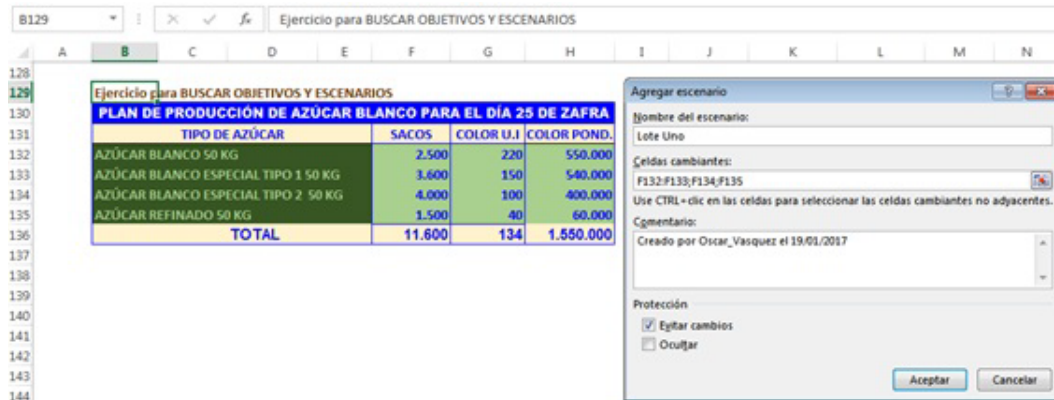 B129 fx Ejercicio para BUSCAR OBJETIVOS Y ESCENARIOS
A B C D E F G H I J K L M N
128
129 Ejercicio para BUSCAR OBJETIVOS Y ESCENARIOS
130 PLAN DE PRODUCCIÓN DE AZÚCAR BLANCO PARA EL DÍA 25 DE ZAFRA
131 TIPO DE AZÚCAR SACOS COLOR U.I COLOR POND.
132 AZÚCAR BLANCO 50 KG 2.500 220 550.000
133 AZÚCAR BLANCO ESPECIAL TIPO 1 50 KG 3.600 150 540.000
134 AZÚCAR BLANCO ESPECIAL TIPO 2 50 KG 4.000 100 400.000
135 AZÚCAR REFINADO 50 KG 1.500 40 60.000
136 TOTAL 11.600 134 1.550.000
137
138
139
140
141
142
143
144
Agregar escenario
Nombre del escenario:
Lote Uno
Celdas cambiantes:
F132:F133;F134;F135
Use CTRL+clic en las celdas para seleccionar las celdas cambiantes no adyacentes.
Comentario:
Creado por Oscar_Vasquez el 19/01/2017
Protección
Evitar cambios
Ocultar
Aceptar Cancelar